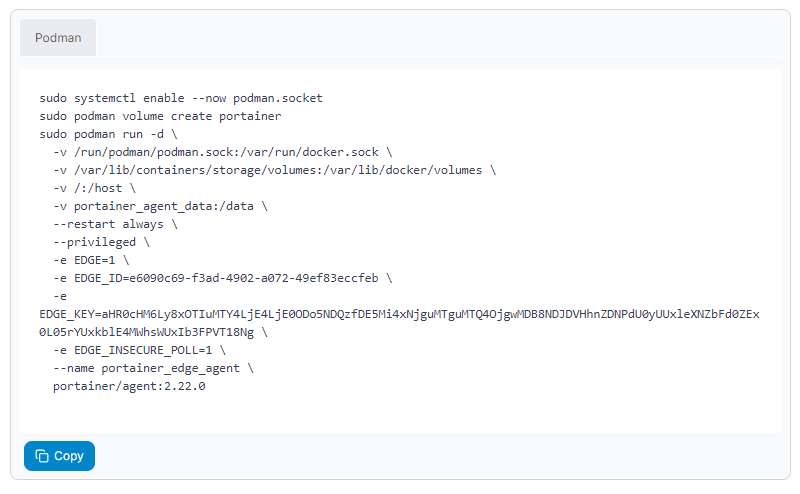 Podman
sudo systemctl enable --now podman.socket
sudo podman volume create portainer
sudo podman run -d \
-v /run/podman/podman.sock:/var/run/docker.sock \
-v /var/lib/containers/storage/volumes:/var/lib/docker/volumes \
-v /:/host \
-v portainer_agent_data:/data \
--restart always \
--privileged \
-e EDGE=1 \
-e EDGE_ID=e6090c69-f3ad-4902-a072-49ef83eccfeb \
-e
EDGE_KEY=aHR0cHM6Ly8xOTIuMTY4LjE4LjE0ODo5NDQzfDE5Mi4xNjguMTguMTQ4OjgwMDB8NDJDVHhnZDNPdU0yUUxleXNZbFd0ZEx
0L05rYUxkblE4MWhsWUxIb3FPVT18Ng \
-e EDGE_INSECURE_POLL=1 \
--name portainer_edge_agent \
portainer/agent:2.22.0
Copy